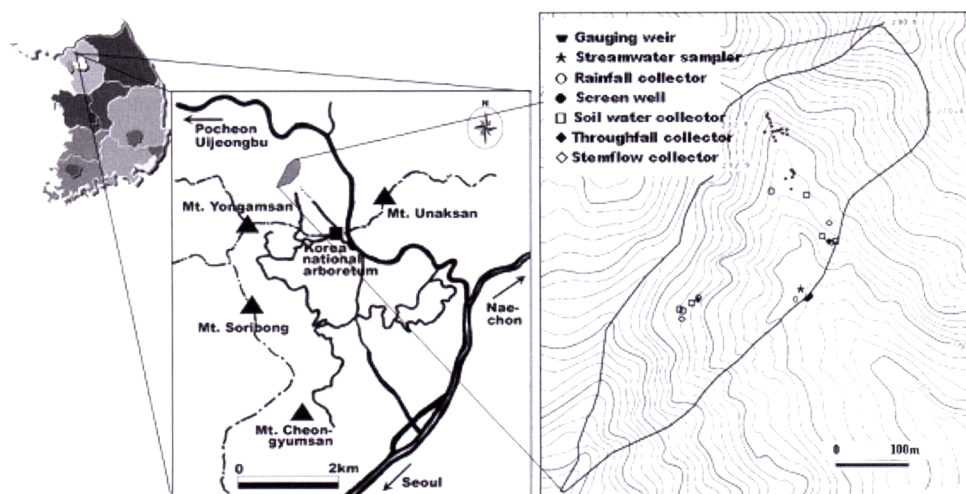 Pocheon
Uijeongbu
N
Mt. Yongamsan
Mt. Unaksan
Korea
national
arboretum
Nae-
chon
Mt. Soribong
Mt. Cheon-
gyumsan
0 2km
Seoul
Gauging weir
Streamwater sampler
Rainfall collector
Screen well
Soil water collector
Throughfall collector
Stemflow collector
0 100m